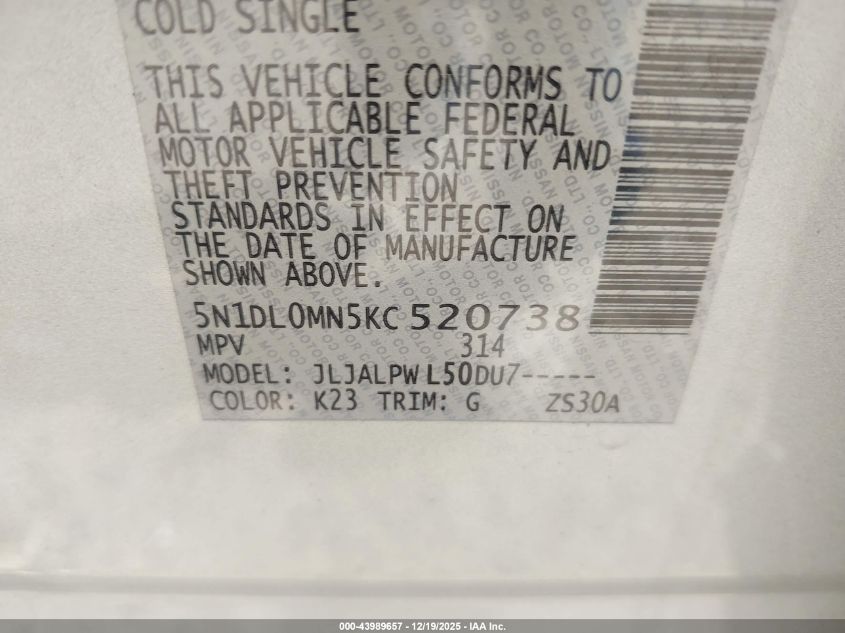 COLD SINGLE
THIS VEHICLE CONFORMS TO
ALL APPLICABLE FEDERAL
MOTOR VEHICLE SAFETY AND
THEFT PREVENTION
STANDARDS IN EFFECT ON
THE DATE OF MANUFACTURE
SHOWN ABOVE.
5N1DL0MN5KC520738
MPV 314
MODEL: JLJALPWL50DU7-----
COLOR: K23 TRIM: G ZS30A
000-43989657 - 12/19/2025 - IAA Inc.